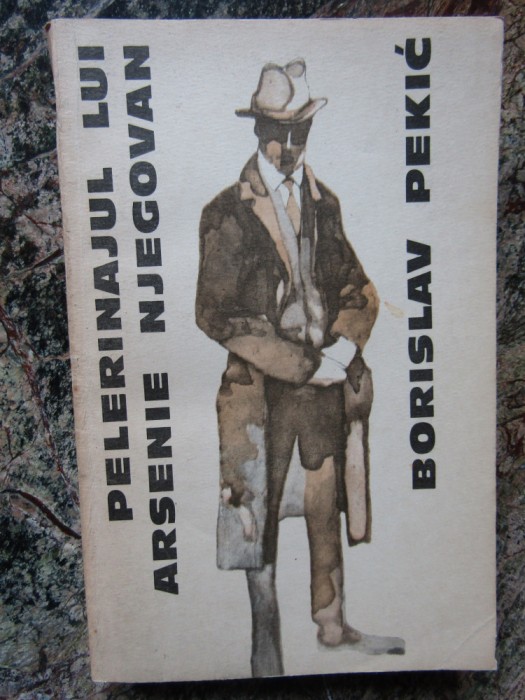 PELERINAJUL LUI
ARSENIE NJEGOVAN
BORISLAV PEKIĆ